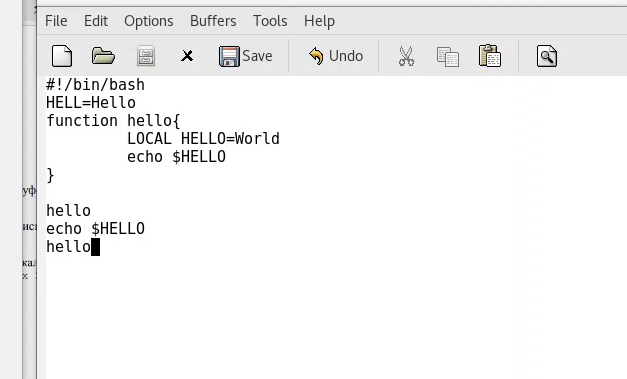 File Edit Options Buffers Tools Help
Save Undo
#!/bin/bash
HELL=Hello
function hello{
LOCAL HELLO=World
echo $HELLO
}
hello
echo $HELLO
hello